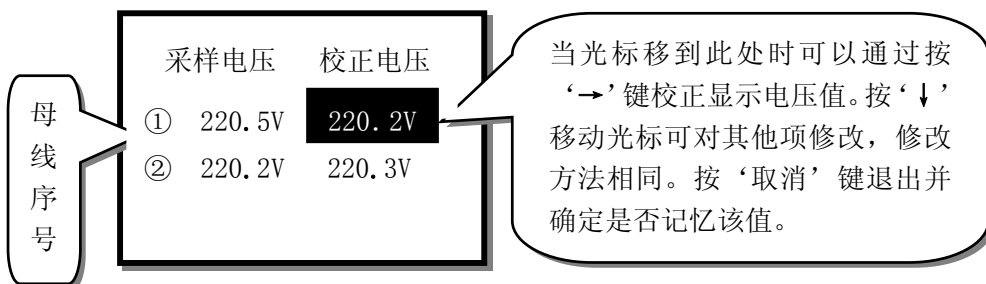 母
线
序
号
采样电压 校正电压
① 220.5V 220.2V
② 220.2V 220.3V
当光标移到此处时可以通过按
‘→’键校正显示电压值。按‘↓’
移动光标可对其他项修改，修改
方法相同。按‘取消’键退出并
确定是否记忆该值。